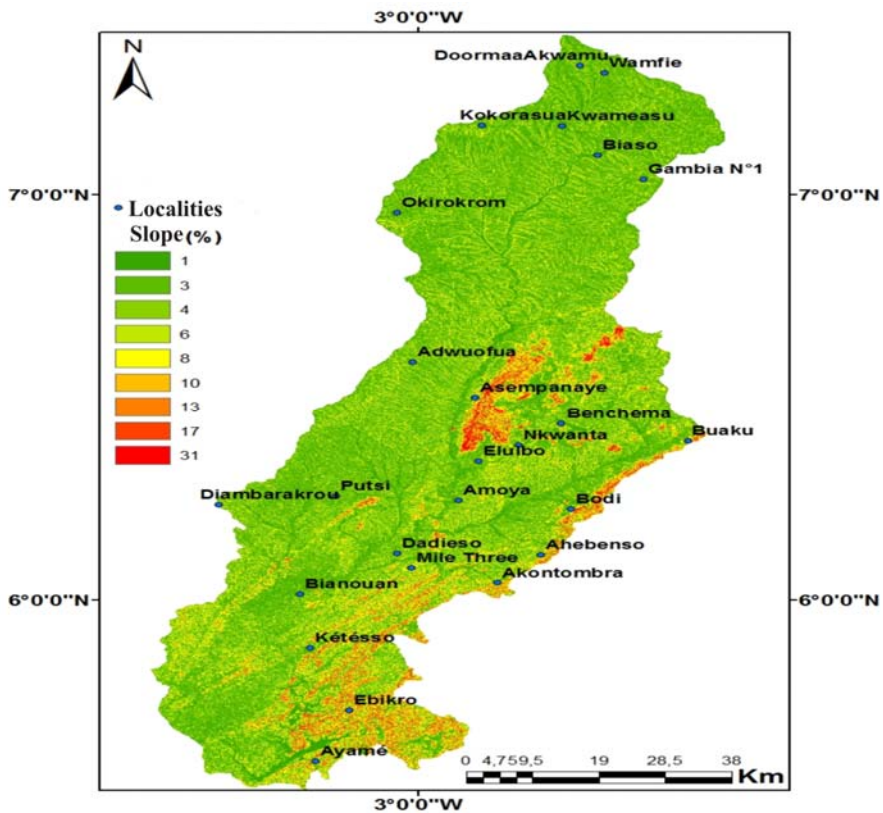 3°0'0"W
N
DoormaaAkwamu
Wamfie
KokorasuaKwameasu
Biaso
Gambia N°1
7°0'0"N
7°0'0"N
Okirokrom
Localities
Slope(%)
1
3
4
6
8
10
13
17
31
Adwuofua
Asempanaye
Benchema
Buaku
Nkwanta
Eluibo
Putsi
Diambarakrou
Amoya
Bodi
Dadieso
Ahebenso
Mile Three
Akontombra
Bianouan
6°0'0"N
6°0'0"N
Kétésso
Ebikro
Ayamé
0 4,759,5 19 28,5 38
Km
3°0'0"W